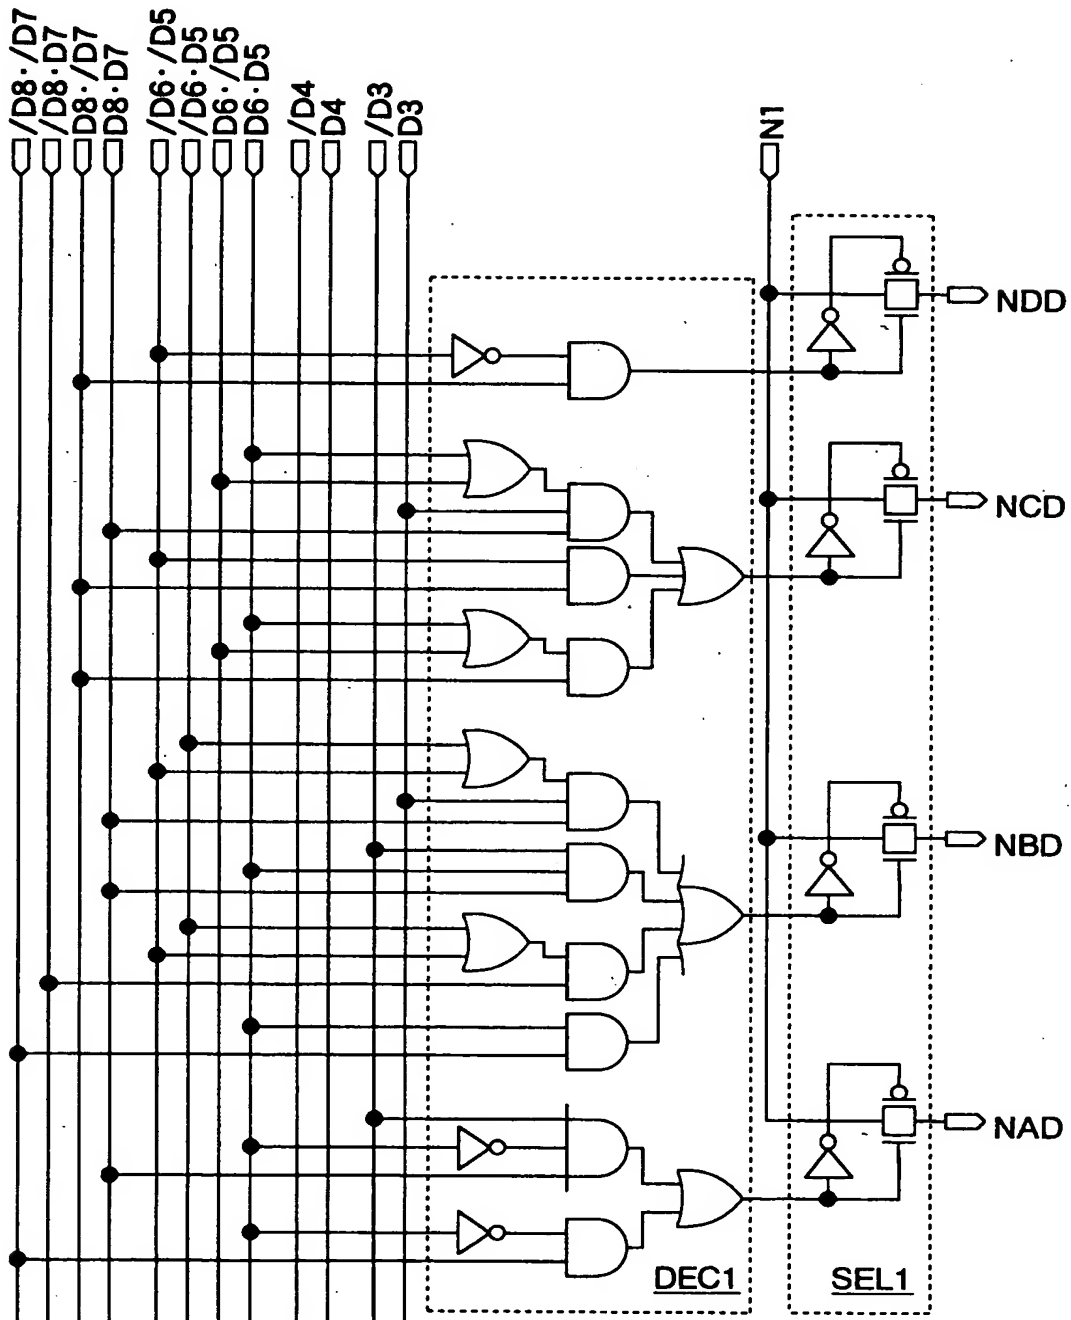 /D8·/D7
/D8·D7
D8·/D7
D8·D7
/D6·/D5
/D6·D5
D6·/D5
D6·D5
/D4
D4
/D3
D3
N1
NDD
NCD
NBD
NAD
DEC1
SEL1